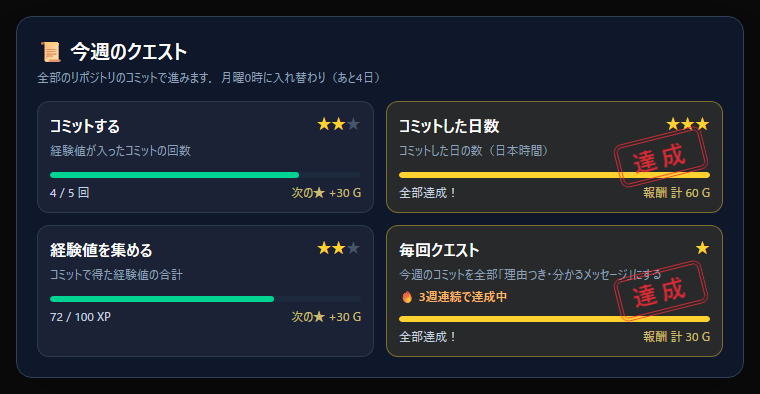 📜 今週のクエスト
全部のリポジトリのコミットで進みます。月曜0時に入れ替わり（あと4日）
コミットする ★★★
経験値が入ったコミットの回数
4 / 5 回 次の★ +30 G
コミットした日数 ★★★
コミットした日の数（日本時間）
達成
全部達成！ 報酬 計 60 G
経験値を集める ★★★
コミットで得た経験値の合計
72 / 100 XP 次の★ +30 G
毎回クエスト ★
今週のコミットを全部「理由つき・分かるメッセージ」にする
🔥 3週連続で達成中
達成
全部達成！ 報酬 計 30 G